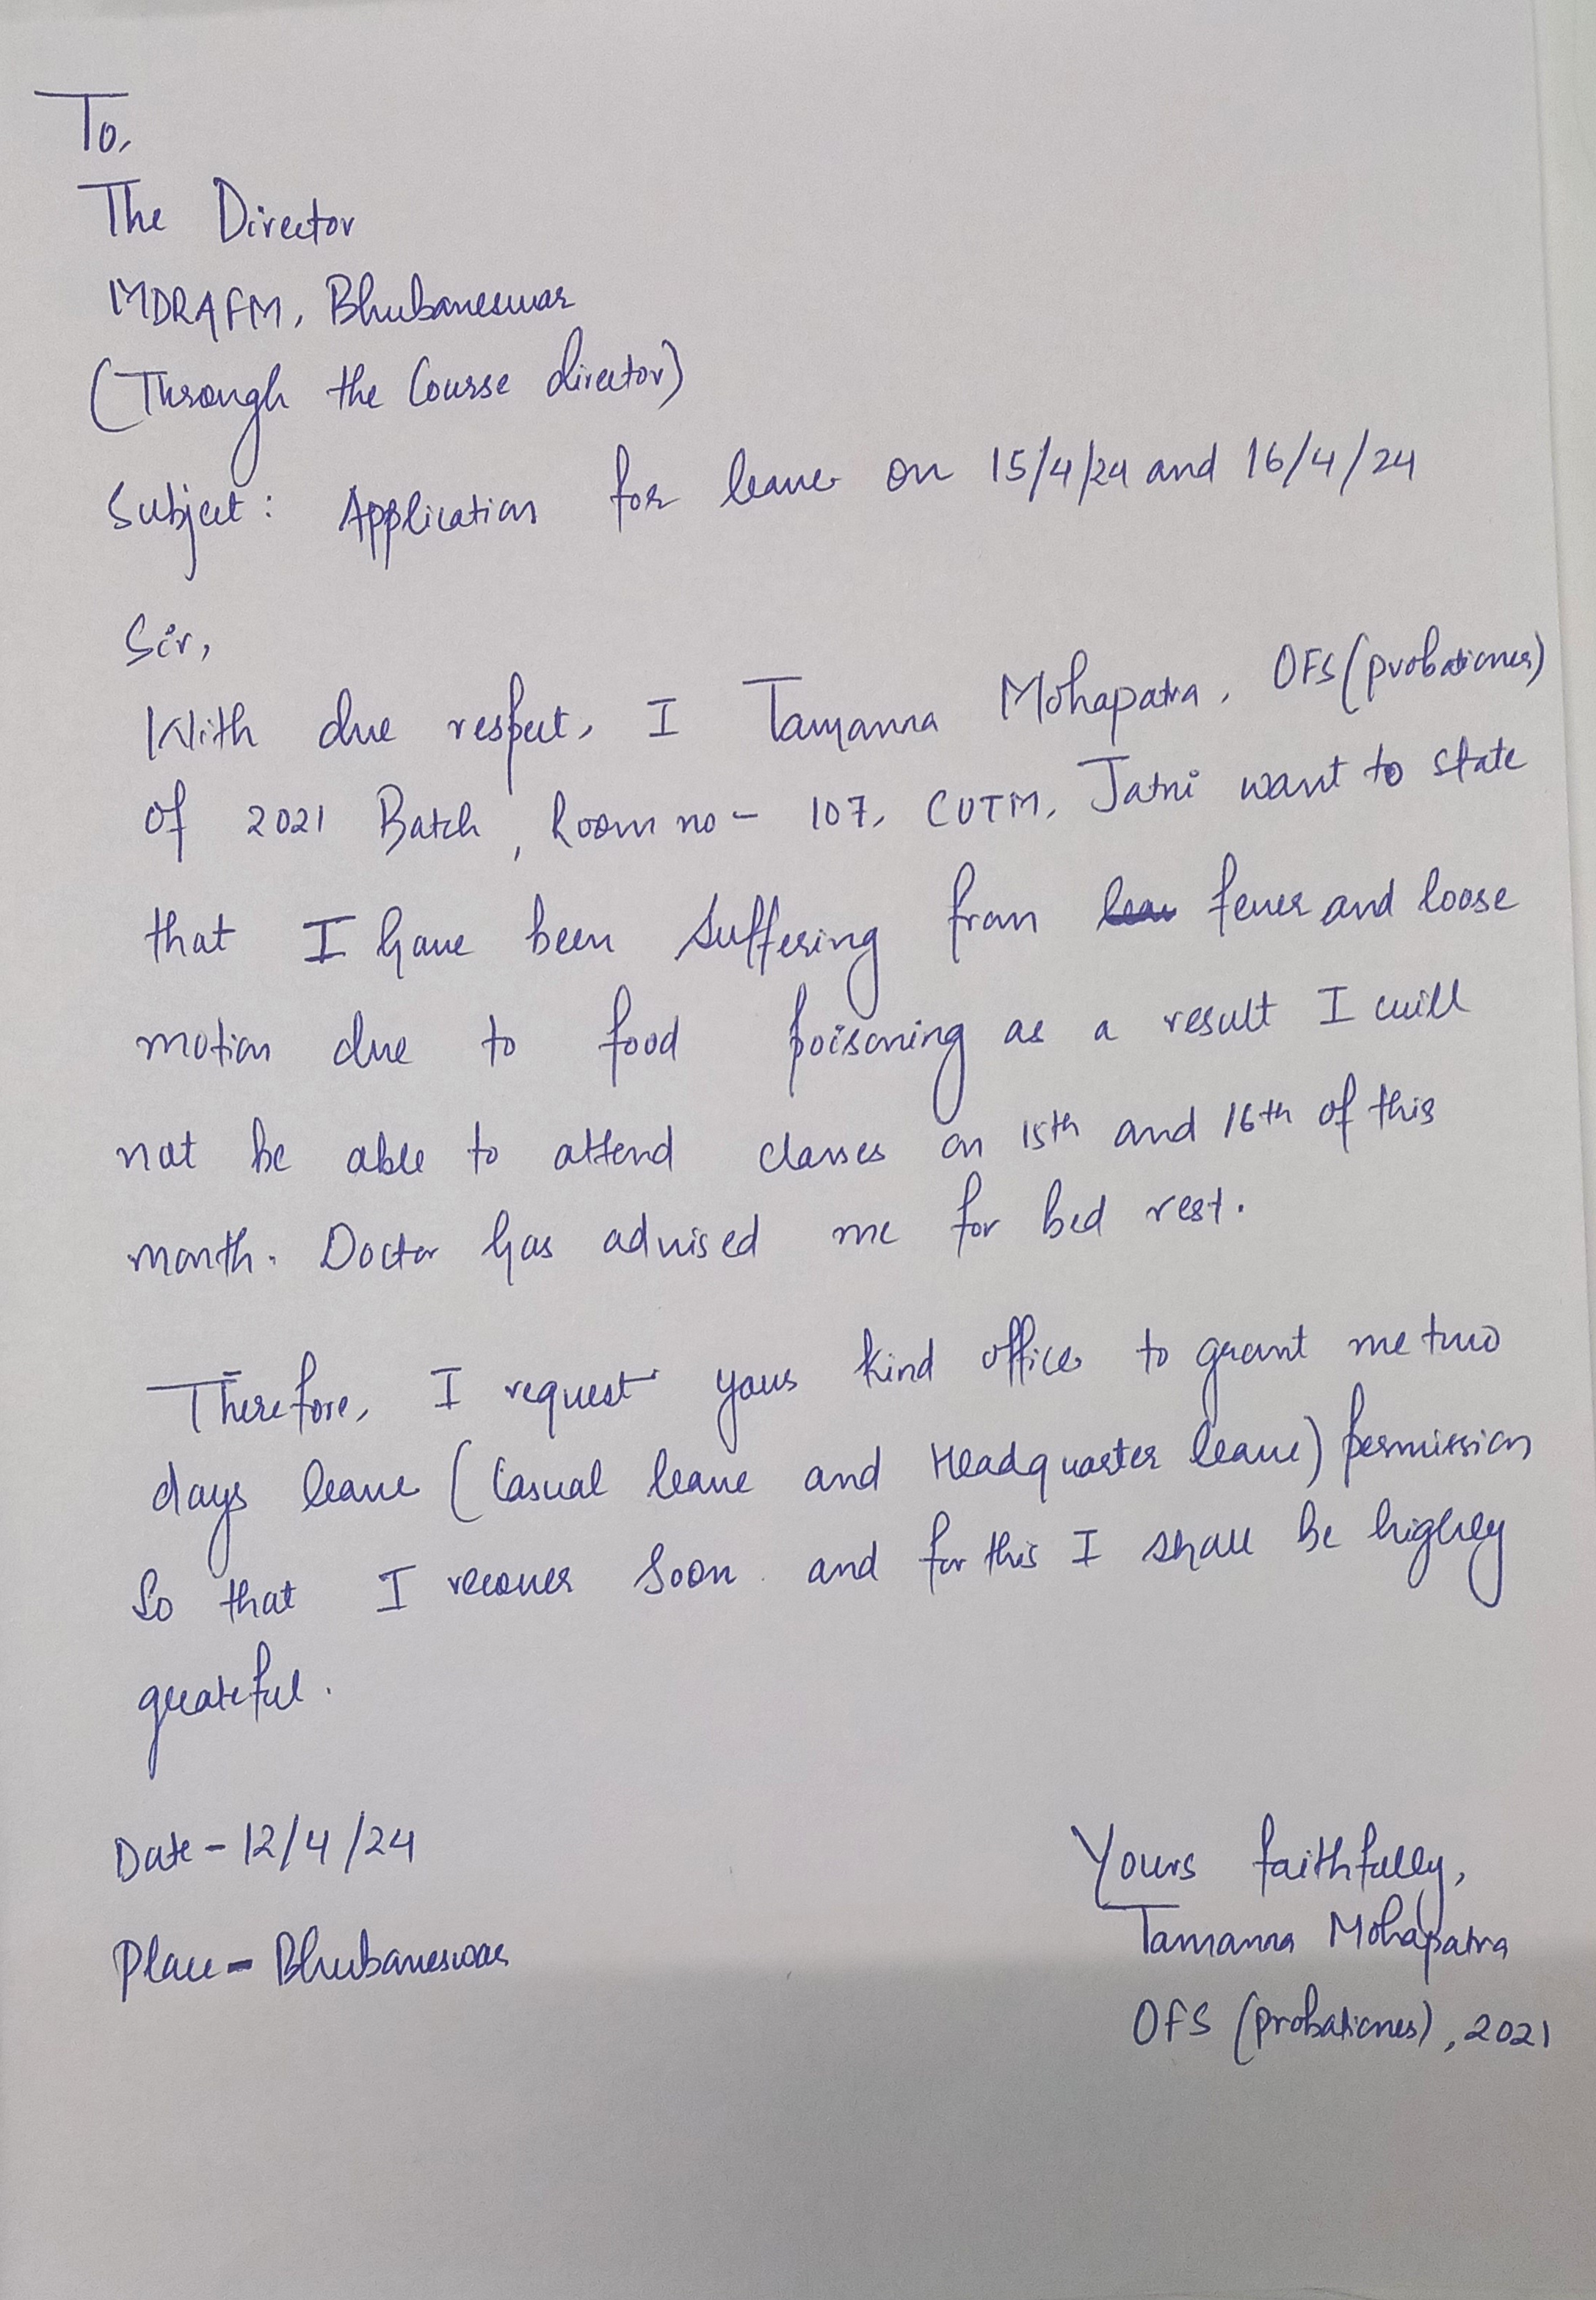 To,
The Director
MDRAFM, Bhubaneswar
(Through the Course director)
Subject: Application for leave on 15/4/24 and 16/4/24
Sir,
With due respect, I Tamanna Mohapatra, OFS (probationer)
of 2021 Batch, Room no - 107, CUTM, Jatni want to state
that I have been suffering from fever and loose
motion due to food poisoning as a result I will
not be able to attend classes on 15th and 16th of this
month. Doctor has advised me for bed rest.
Therefore, I request your kind office to grant me two
days leave (Casual leave and Headquarter leave) permission
So that I recover soon and for this I shall be highly
grateful.
Date - 12/4/24
Place - Bhubaneswar
Yours faithfully,
Tamanna Mohapatra
OFS (probationer), 2021